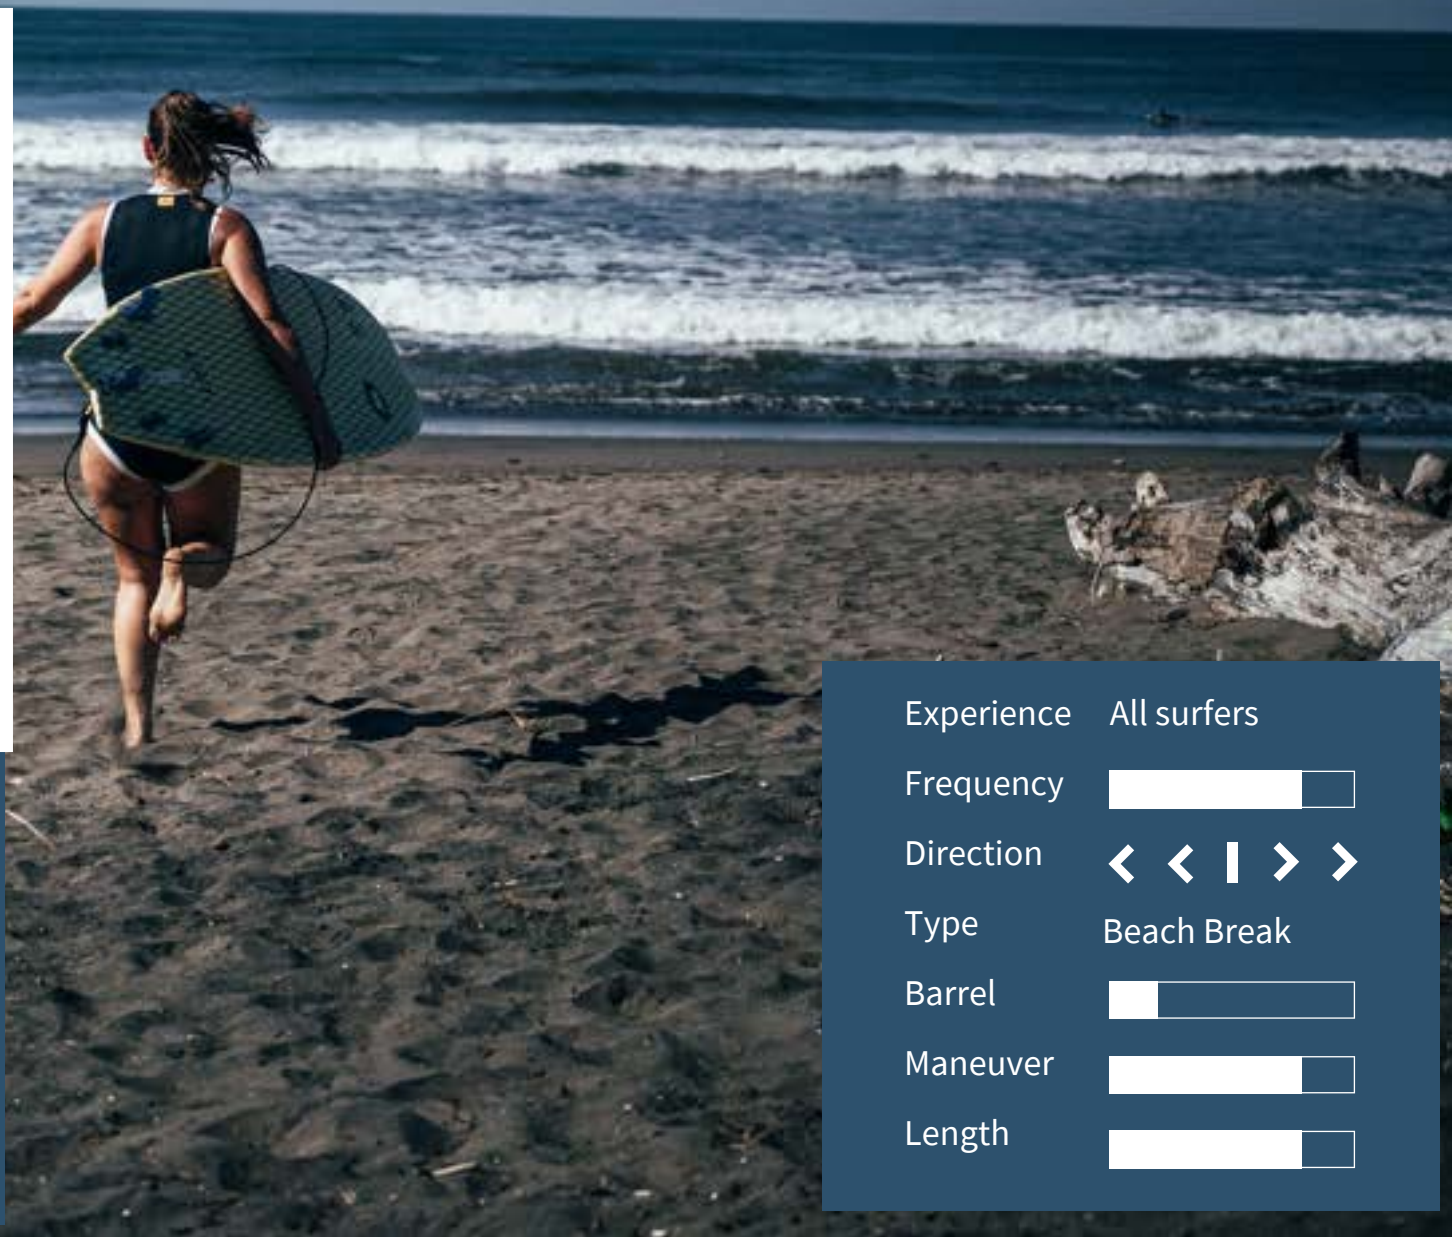 Experience All surfers
Frequency
Direction
Type Beach Break
Barrel
Maneuver
Length